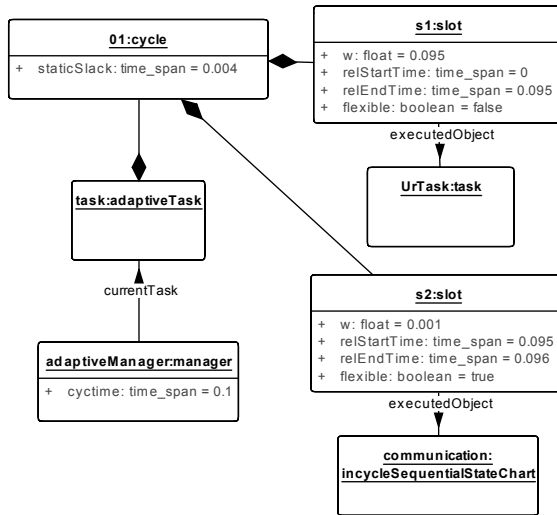 01:cycle
+ staticSlack: time_span = 0.004
s1:slot
+ w: float = 0.095
+ relStartTime: time_span = 0
+ relEndTime: time_span = 0.095
+ flexible: boolean = false
executedObject
UrTask:task
task:adaptiveTask
currentTask
adaptiveManager:manager
+ cyctime: time_span = 0.1
s2:slot
+ w: float = 0.001
+ relStartTime: time_span = 0.095
+ relEndTime: time_span = 0.096
+ flexible: boolean = true
executedObject
communication:
incycleSequentialStateChart